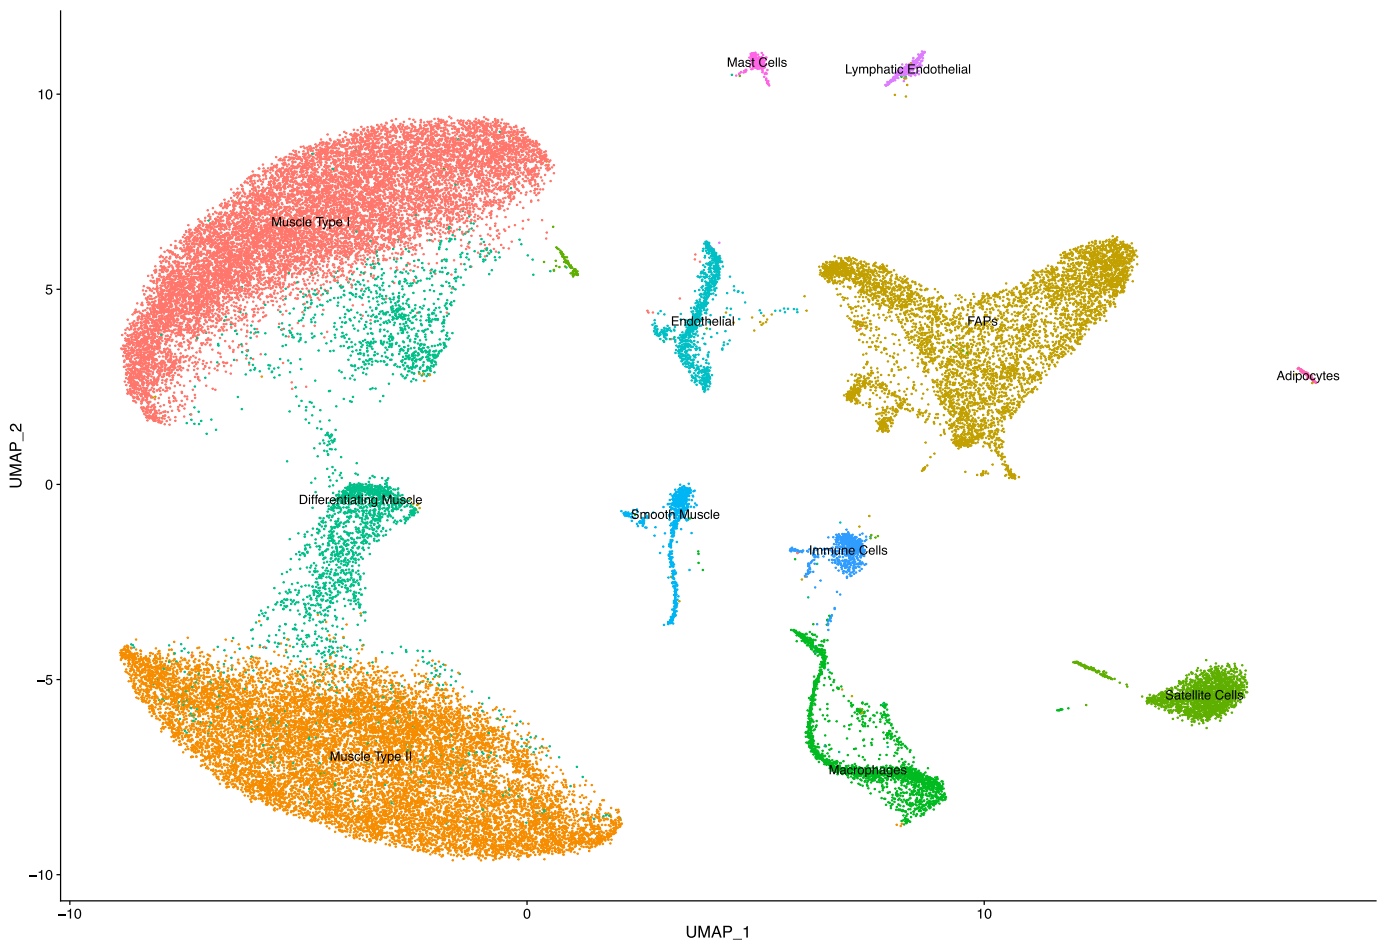 Mast Cells
Lymphatic Endothelial
10
Muscle Type I
5
Endothelial
FAPs
Adipocytes
UMAP_2
0
Differentiating Muscle
Smooth Muscle
Immune Cells
−5
Satellite Cells
Muscle Type II
Macrophages
−10
−10
0
10
UMAP_1